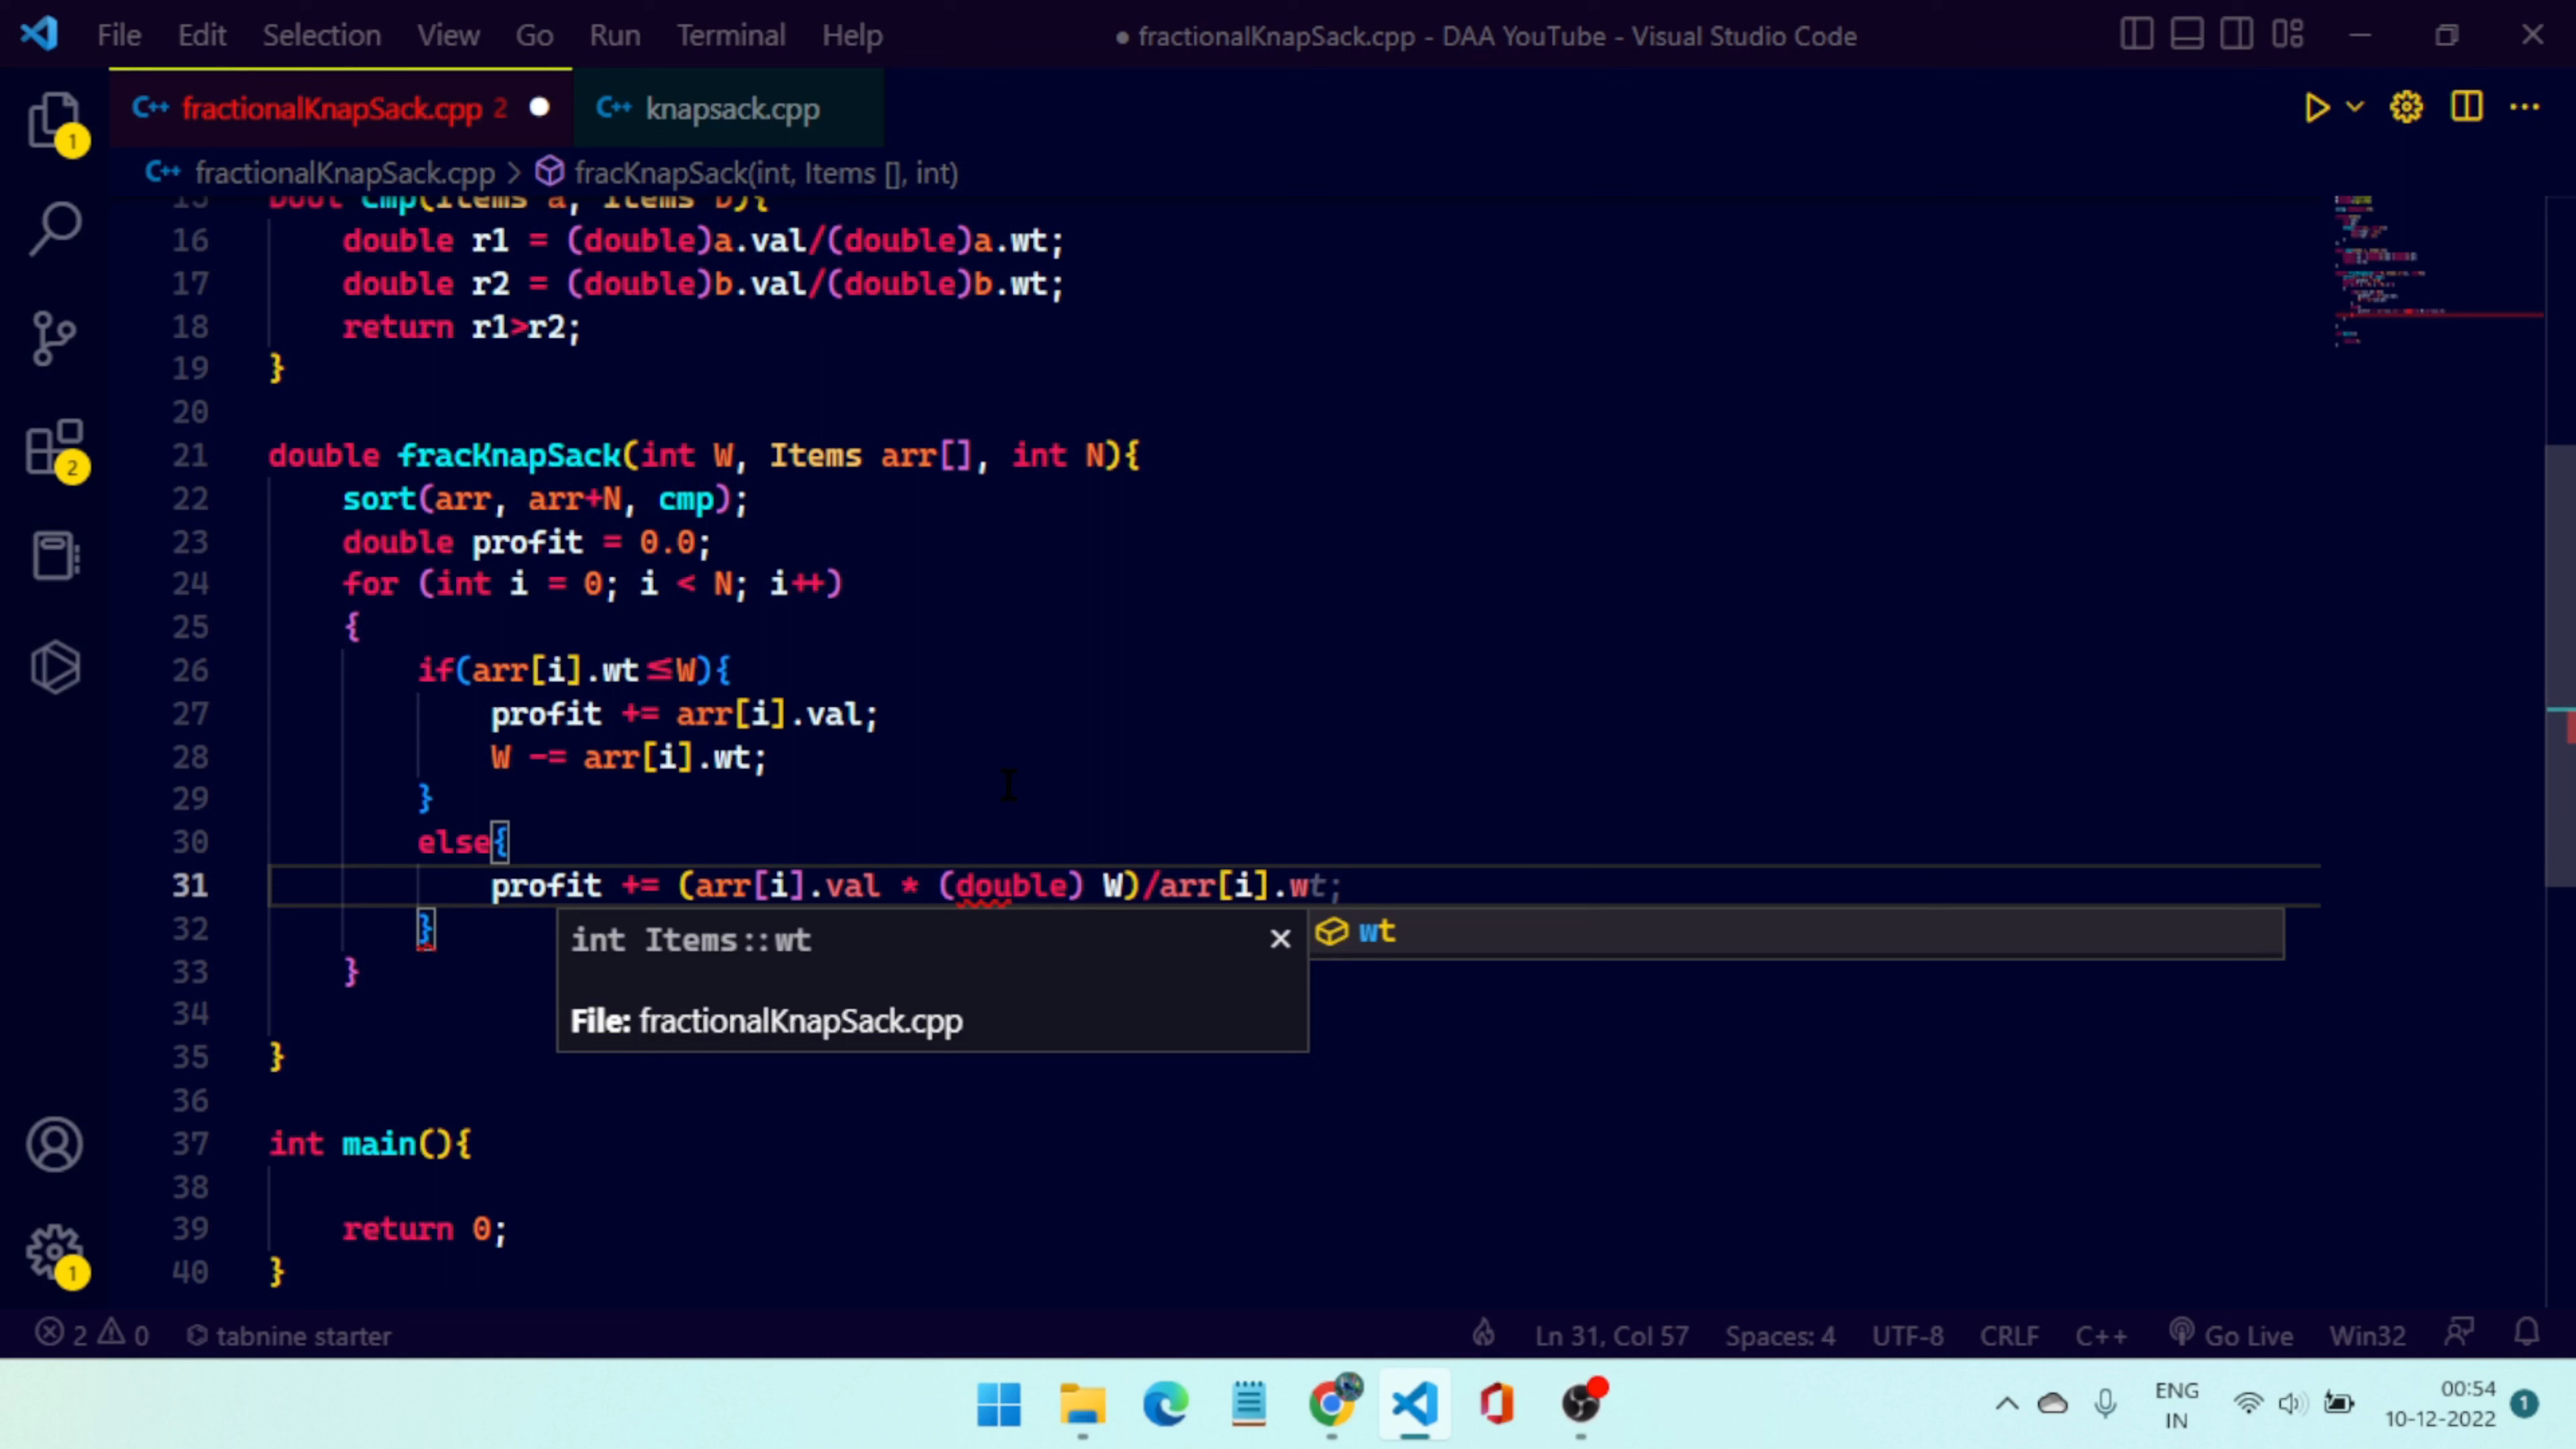 File Edit Selection View Go Run Terminal Help
● fractionalKnapSack.cpp - DAA YouTube - Visual Studio Code
C++ fractionalKnapSack.cpp 2 ●
C++ knapsack.cpp
C++ fractionalKnapSack.cpp > fracKnapSack(int, Items [], int)
15 bool cmp(Items a, Items b){
16 double r1 = (double)a.val/(double)a.wt;
17 double r2 = (double)b.val/(double)b.wt;
18 return r1>r2;
19 }
20
21 double fracKnapSack(int W, Items arr[], int N){
22 sort(arr, arr+N, cmp);
23 double profit = 0.0;
24 for (int i = 0; i < N; i++)
25 {
26 if(arr[i].wt≤W){
27 profit += arr[i].val;
28 W -= arr[i].wt;
29 }
30 else{
31 profit += (arr[i].val * (double) W)/arr[i].wt;
32 }
int Items::wt
wt
File: fractionalKnapSack.cpp
33 }
34
35 }
36
37 int main(){
38
39 return 0;
40 }
1
2
1
2 0 tabnine starter
Ln 31, Col 57 Spaces: 4 UTF-8 CRLF C++ Go Live Win32
ENG
IN
00:54
10-12-2022
1